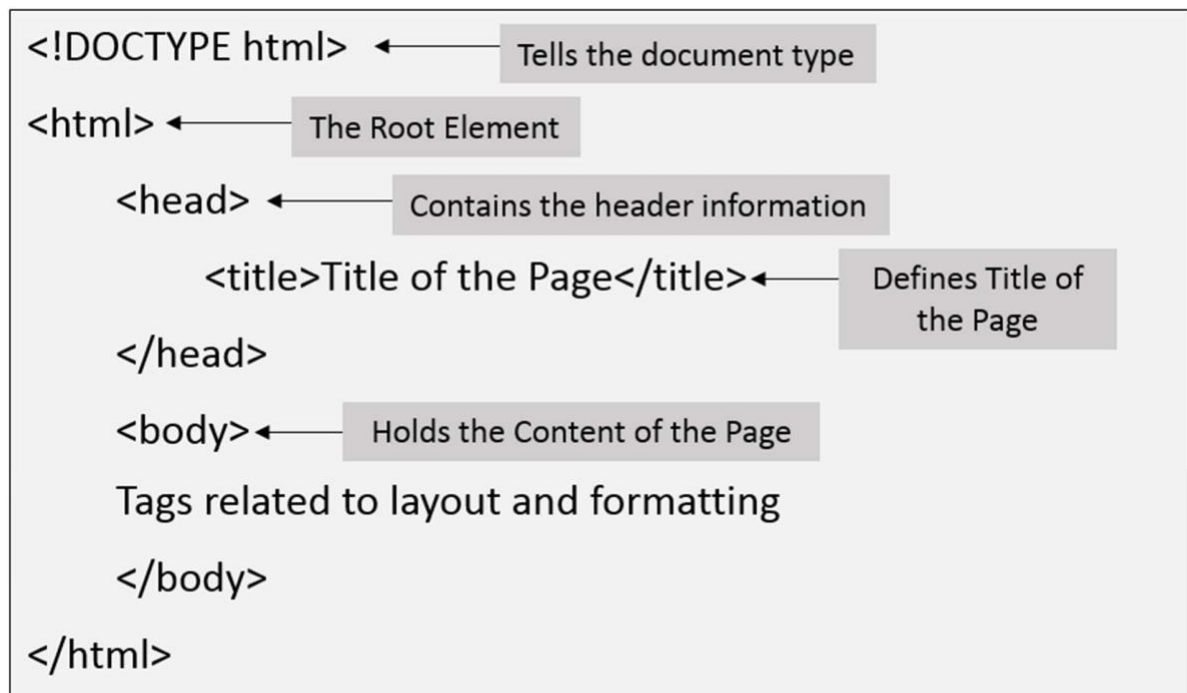 <!DOCTYPE html>
Tells the document type
<html>
The Root Element
<head>
Contains the header information
<title>Title of the Page</title>
Defines Title of
the Page
</head>
<body>
Holds the Content of the Page
Tags related to layout and formatting
</body>
</html>